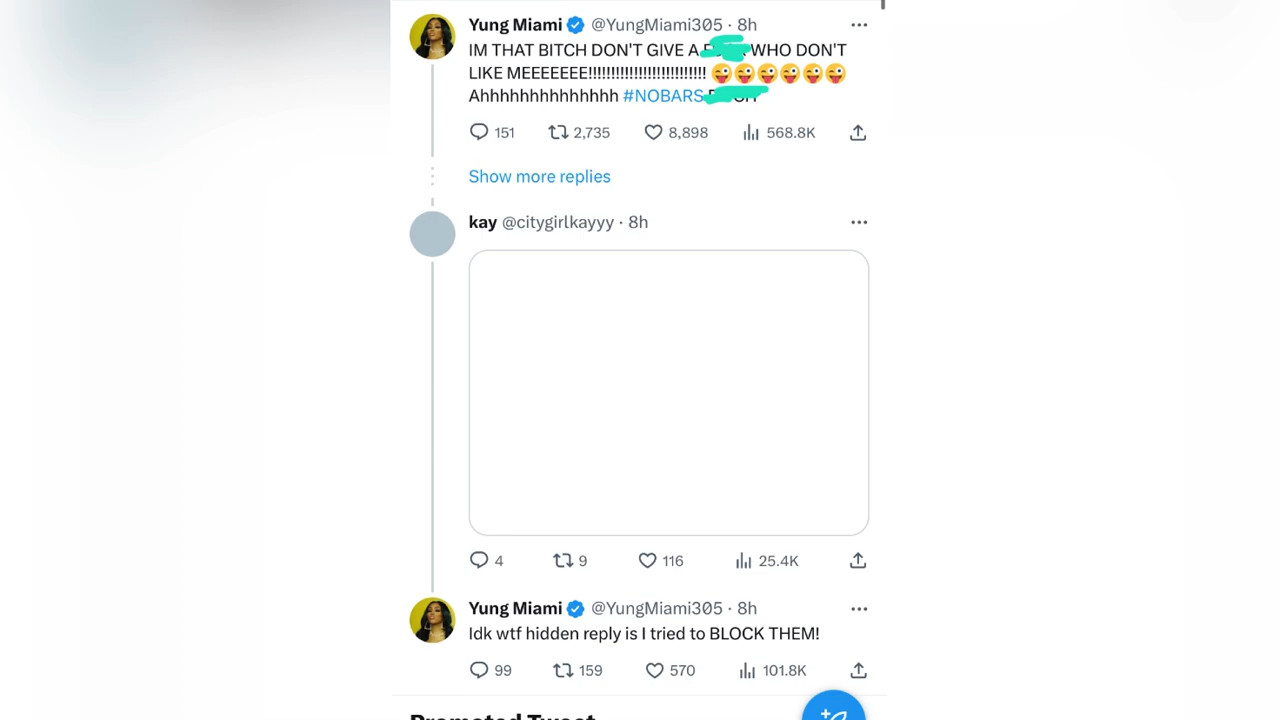 Yung Miami @YungMiami305 · 8h
IM THAT BITCH DON'T GIVE A WHO DON'T
LIKE MEEEEEEE!!!!!!!!!!!!!!!!!!!!!!!!!! 😜😜😜😜😜😜
Ahhhhhhhhhhhhhh #NOBARS
151 2,735 8,898 568.8K
Show more replies
kay @citygirlkayyy · 8h
4 9 116 25.4K
Yung Miami @YungMiami305 · 8h
Idk wtf hidden reply is I tried to BLOCK THEM!
99 159 570 101.8K
Promoted Tweet